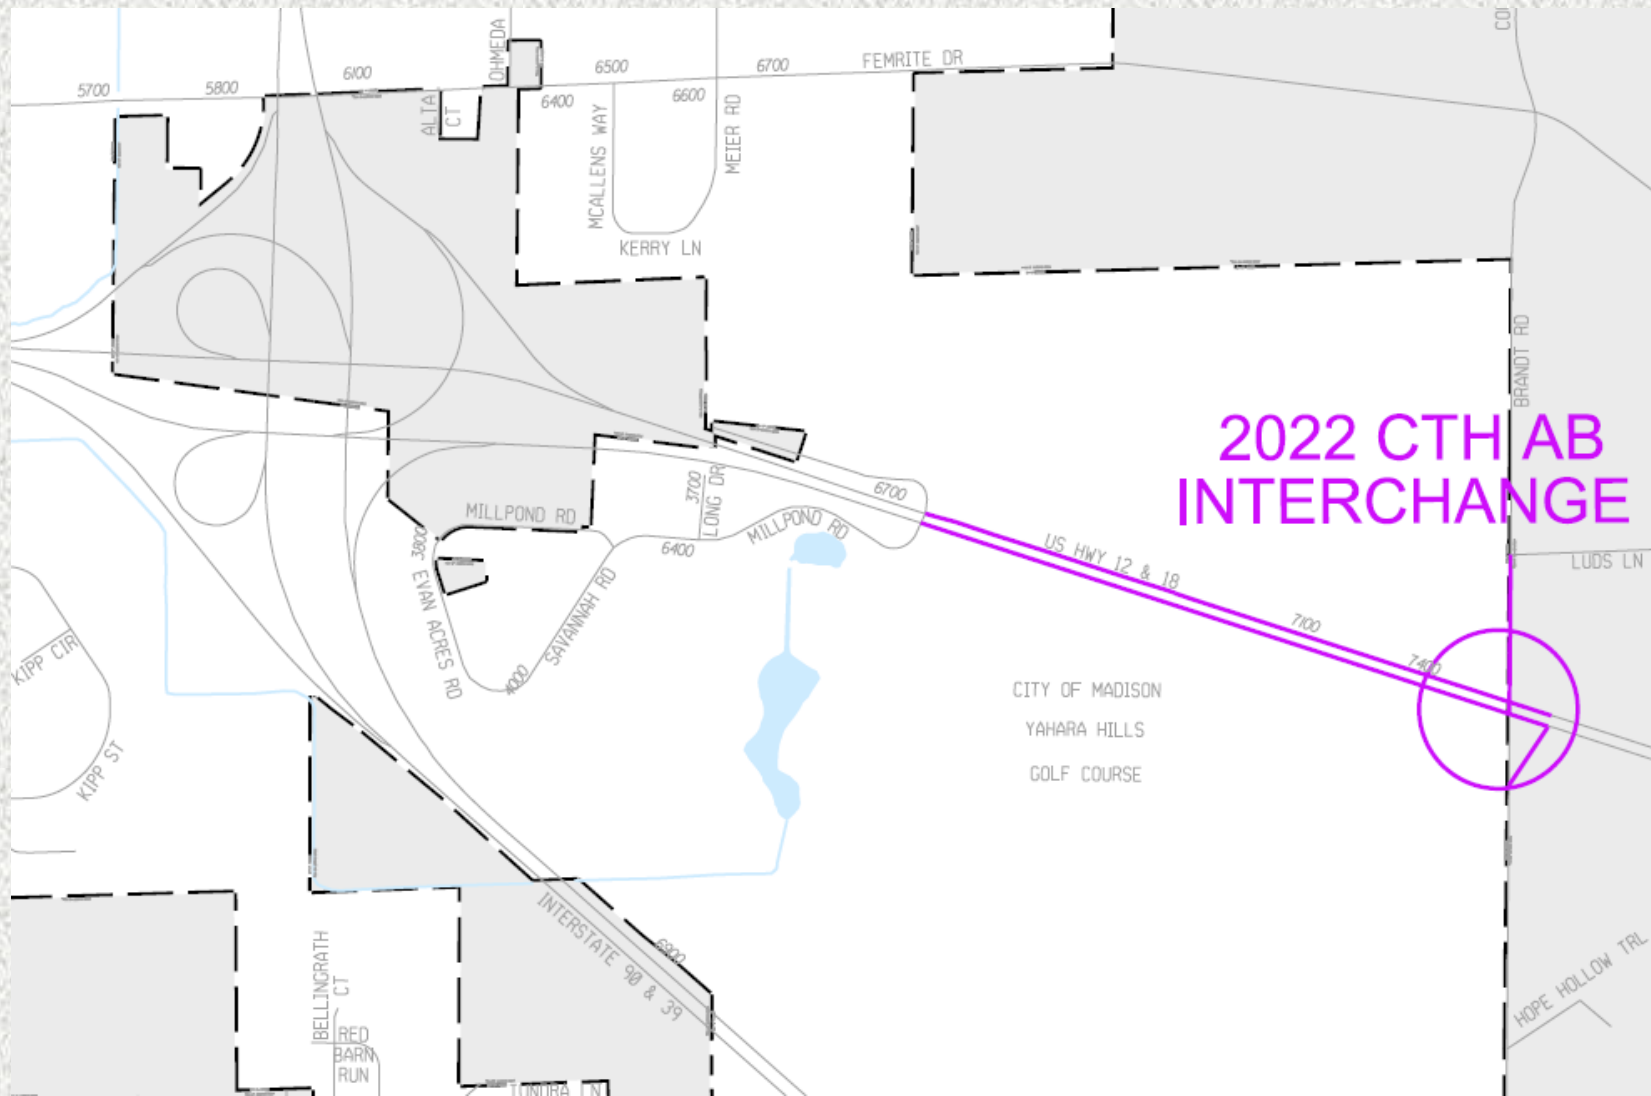 OHMEDA
CO
6100
6500
6700
FEMRITE DR
5700
5800
6400
6600
ALTA
CT
MCALLENS WAY
MEIER RD
KERRY LN
BRANDT RD
2022 CTH AB
INTERCHANGE
3700
LONG DR
6700
MILLPOND RD
MILLPOND RD
3800
6400
US HWY 12 & 18
LUDS LN
EVAN ACRES RD
SAVANNAH RD
4000
7100
7400
KIPP CIR
KIPP ST
CITY OF MADISON
YAHARA HILLS
GOLF COURSE
INTERSTATE 90 & 39
BELLINGRATH
CT
RED
BARN
RUN
TUNDRA LN
HOPE HOLLOW TRL